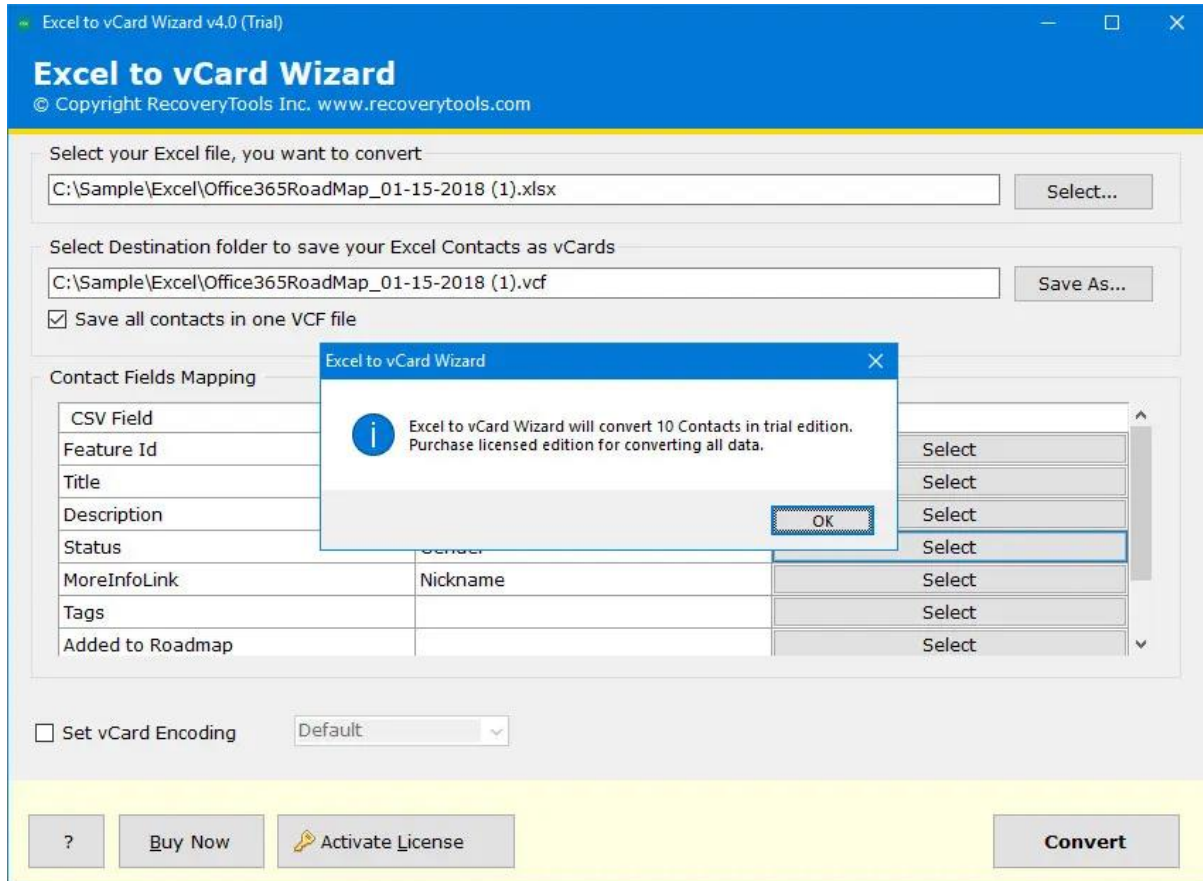 Excel to vCard Wizard v4.0 (Trial)
Excel to vCard Wizard
© Copyright RecoveryTools Inc. www.recoverytools.com
Select your Excel file, you want to convert
C:\Sample\Excel\Office365RoadMap_01-15-2018 (1).xlsx
Select...
Select Destination folder to save your Excel Contacts as vCards
C:\Sample\Excel\Office365RoadMap_01-15-2018 (1).vcf
Save As...
Save all contacts in one VCF file
Contact Fields Mapping
Excel to vCard Wizard
Excel to vCard Wizard will convert 10 Contacts in trial edition.
Purchase licensed edition for converting all data.
OK
CSV Field
Feature Id Select
Title Select
Description Select
Status Select
MoreInfoLink Nickname Select
Tags Select
Added to Roadmap Select
Set vCard Encoding Default
? Buy Now Activate License Convert